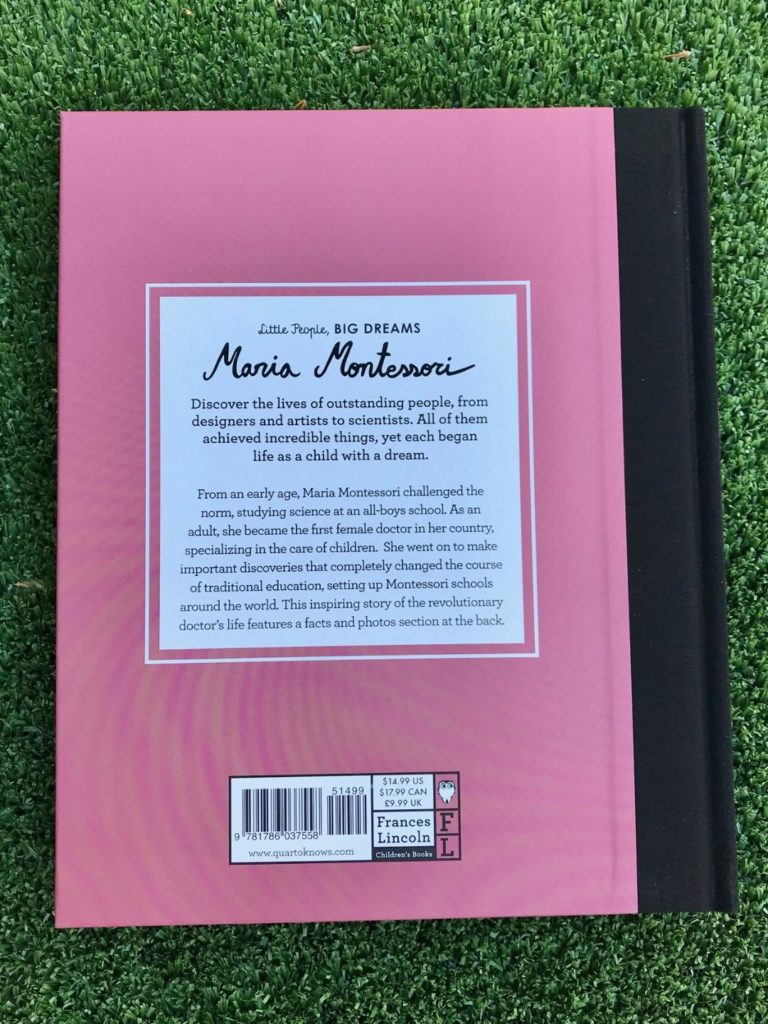 Little People, BIG DREAMS
Maria Montessori
Discover the lives of outstanding people, from
designers and artists to scientists. All of them
achieved incredible things, yet each began
life as a child with a dream.
From an early age, Maria Montessori challenged the
norm, studying science at an all-boys school. As an
adult, she became the first female doctor in her country,
specializing in the care of children. She went on to make
important discoveries that completely changed the course
of traditional education, setting up Montessori schools
around the world. This inspiring story of the revolutionary
doctor's life features a facts and photos section at the back.
51499
9 781786 037558
www.quartoknows.com
$14.99 US
$17.99 CAN
£9.99 UK
Frances
Lincoln
Children's Books
F
L